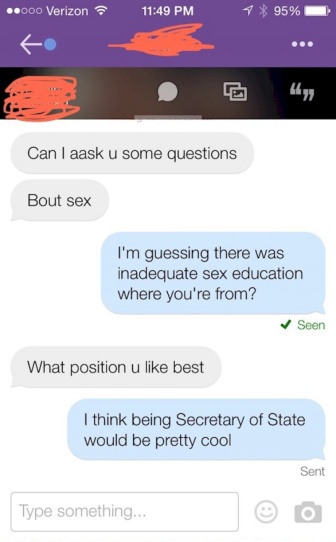 Verizon 11:49 PM 95%
Can I aask u some questions
Bout sex
I'm guessing there was
inadequate sex education
where you're from?
Seen
What position u like best
I think being Secretary of State
would be pretty cool
Sent
Type something...